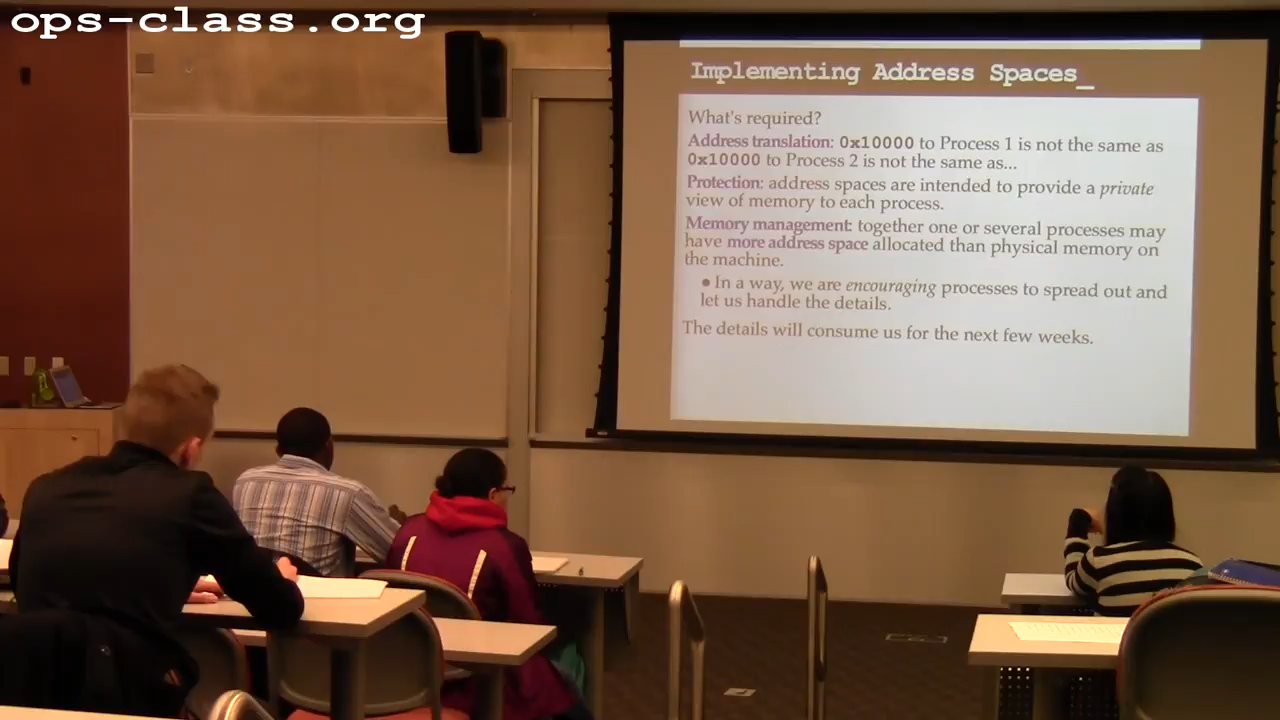 ops-class.org
Implementing Address Spaces_
What's required?
Address translation: 0x10000 to Process 1 is not the same as
0x10000 to Process 2 is not the same as...
Protection: address spaces are intended to provide a private
view of memory to each process.
Memory management: together one or several processes may
have more address space allocated than physical memory on
the machine.
● In a way, we are encouraging processes to spread out and
let us handle the details.
The details will consume us for the next few weeks.